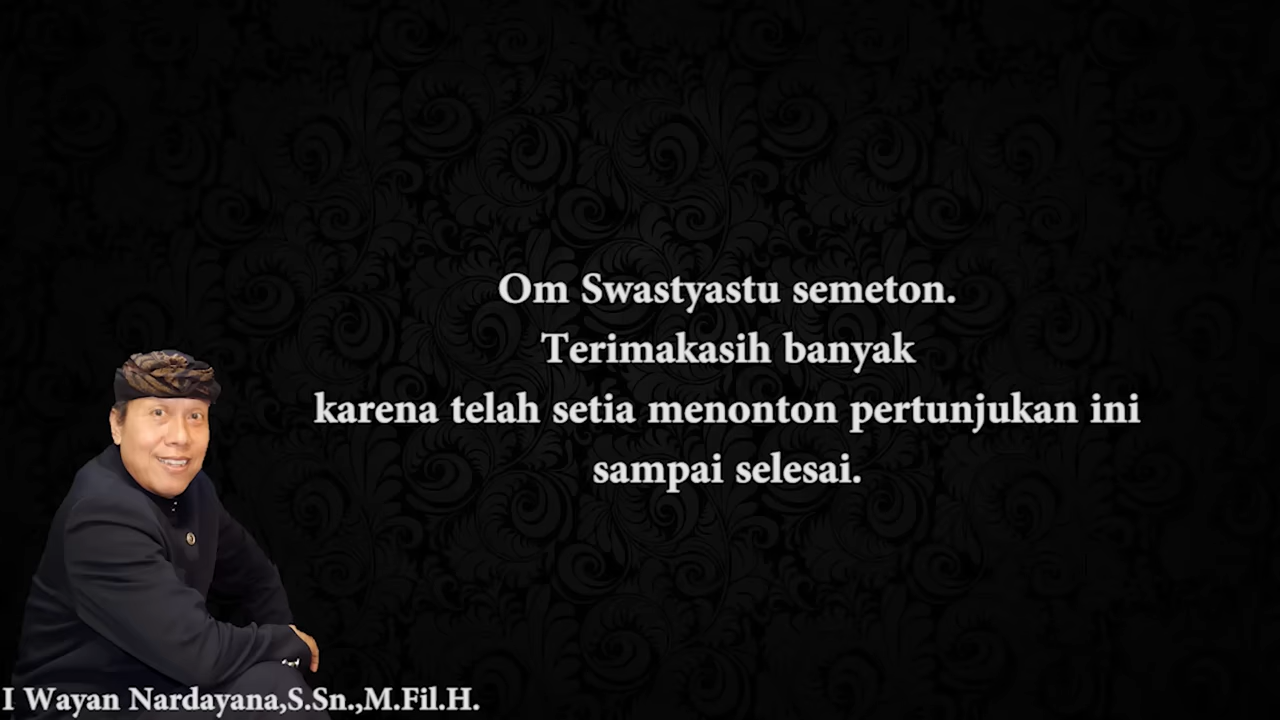 Om Swastyastu semeton.
Terimakasih banyak
karena telah setia menonton pertunjukan ini
sampai selesai.
I Wayan Nardayana,S.Sn.,M.Fil.H.